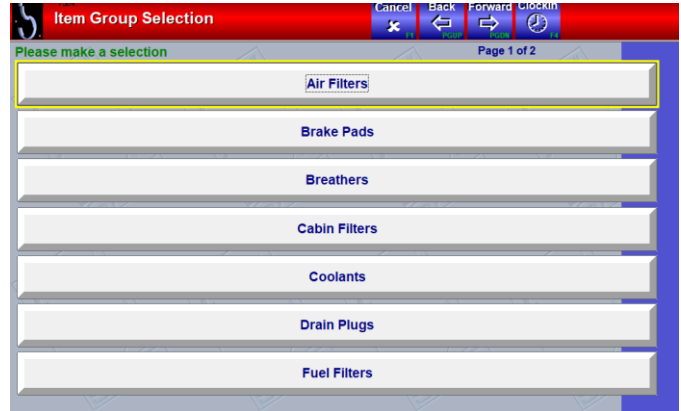 Item Group Selection
Cancel
F1
Back
PGUP
Forward
PGDN
Clockin
F4
Please make a selection
Page 1 of 2
Air Filters
Brake Pads
Breathers
Cabin Filters
Coolants
Drain Plugs
Fuel Filters